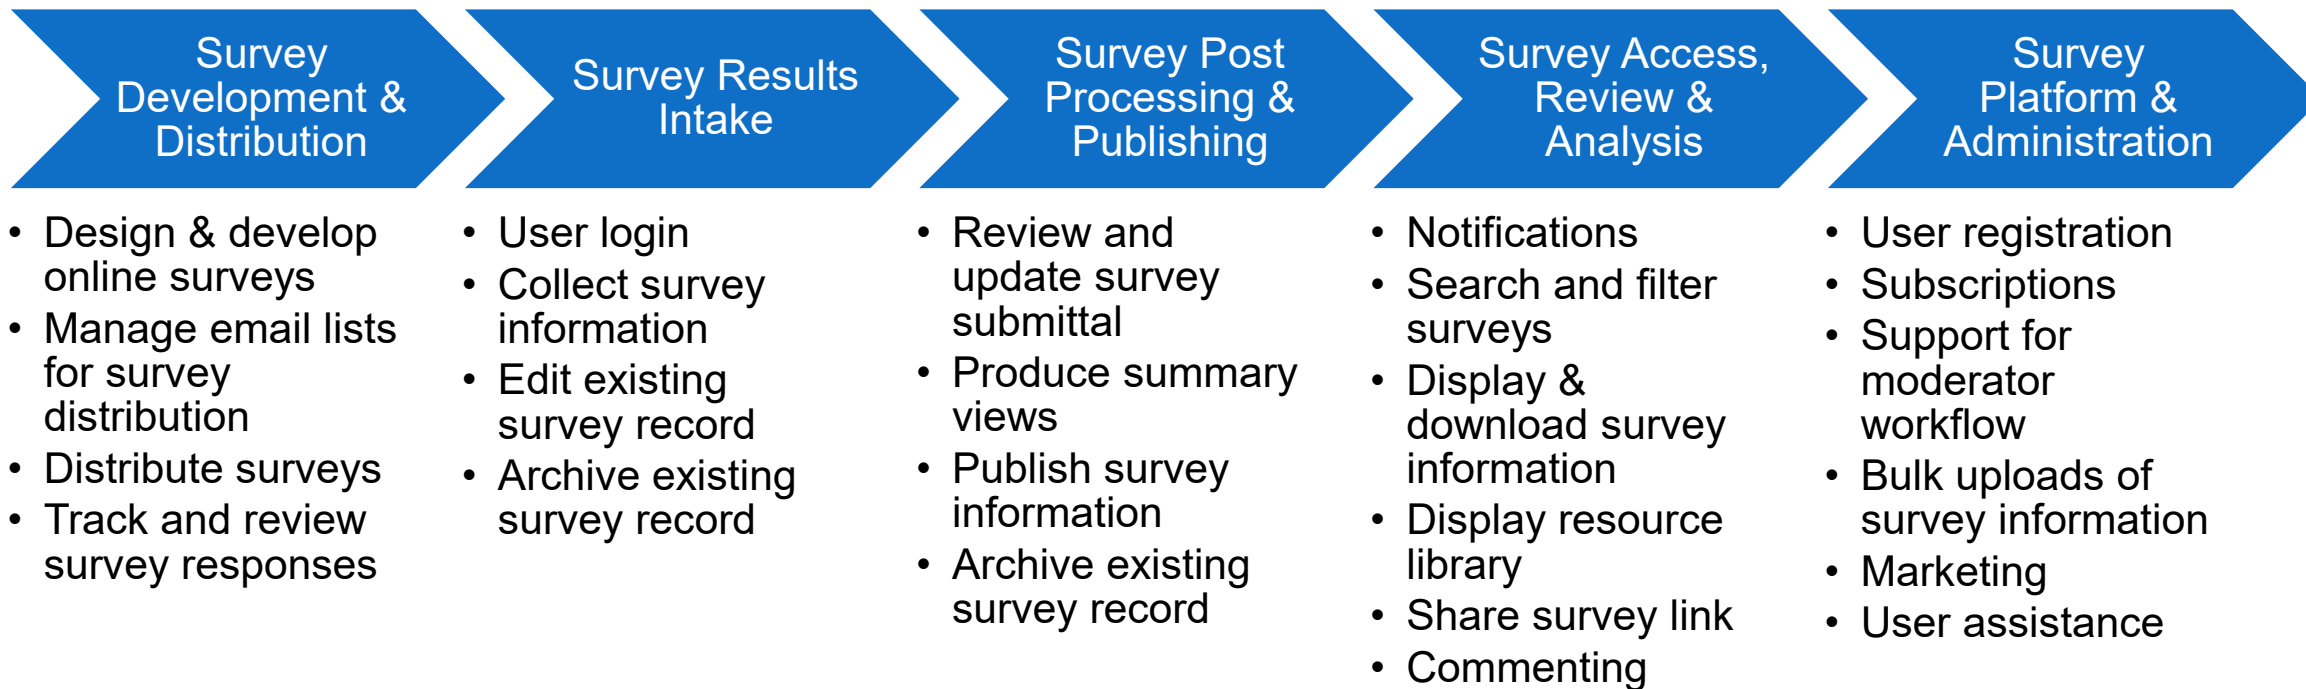 Survey
Development &
Distribution
• Design & develop
online surveys
• Manage email lists
for survey
distribution
• Distribute surveys
• Track and review
survey responses
Survey Results
Intake
• User login
• Collect survey
information
• Edit existing
survey record
• Archive existing
survey record
Survey Post
Processing &
Publishing
• Review and
update survey
submittal
• Produce summary
views
• Publish survey
information
• Archive existing
survey record
Survey Access,
Review &
Analysis
• Notifications
• Search and filter
surveys
• Display &
download survey
information
• Display resource
library
• Share survey link
• Commenting
Survey
Platform &
Administration
• User registration
• Subscriptions
• Support for
moderator
workflow
• Bulk uploads of
survey information
• Marketing
• User assistance